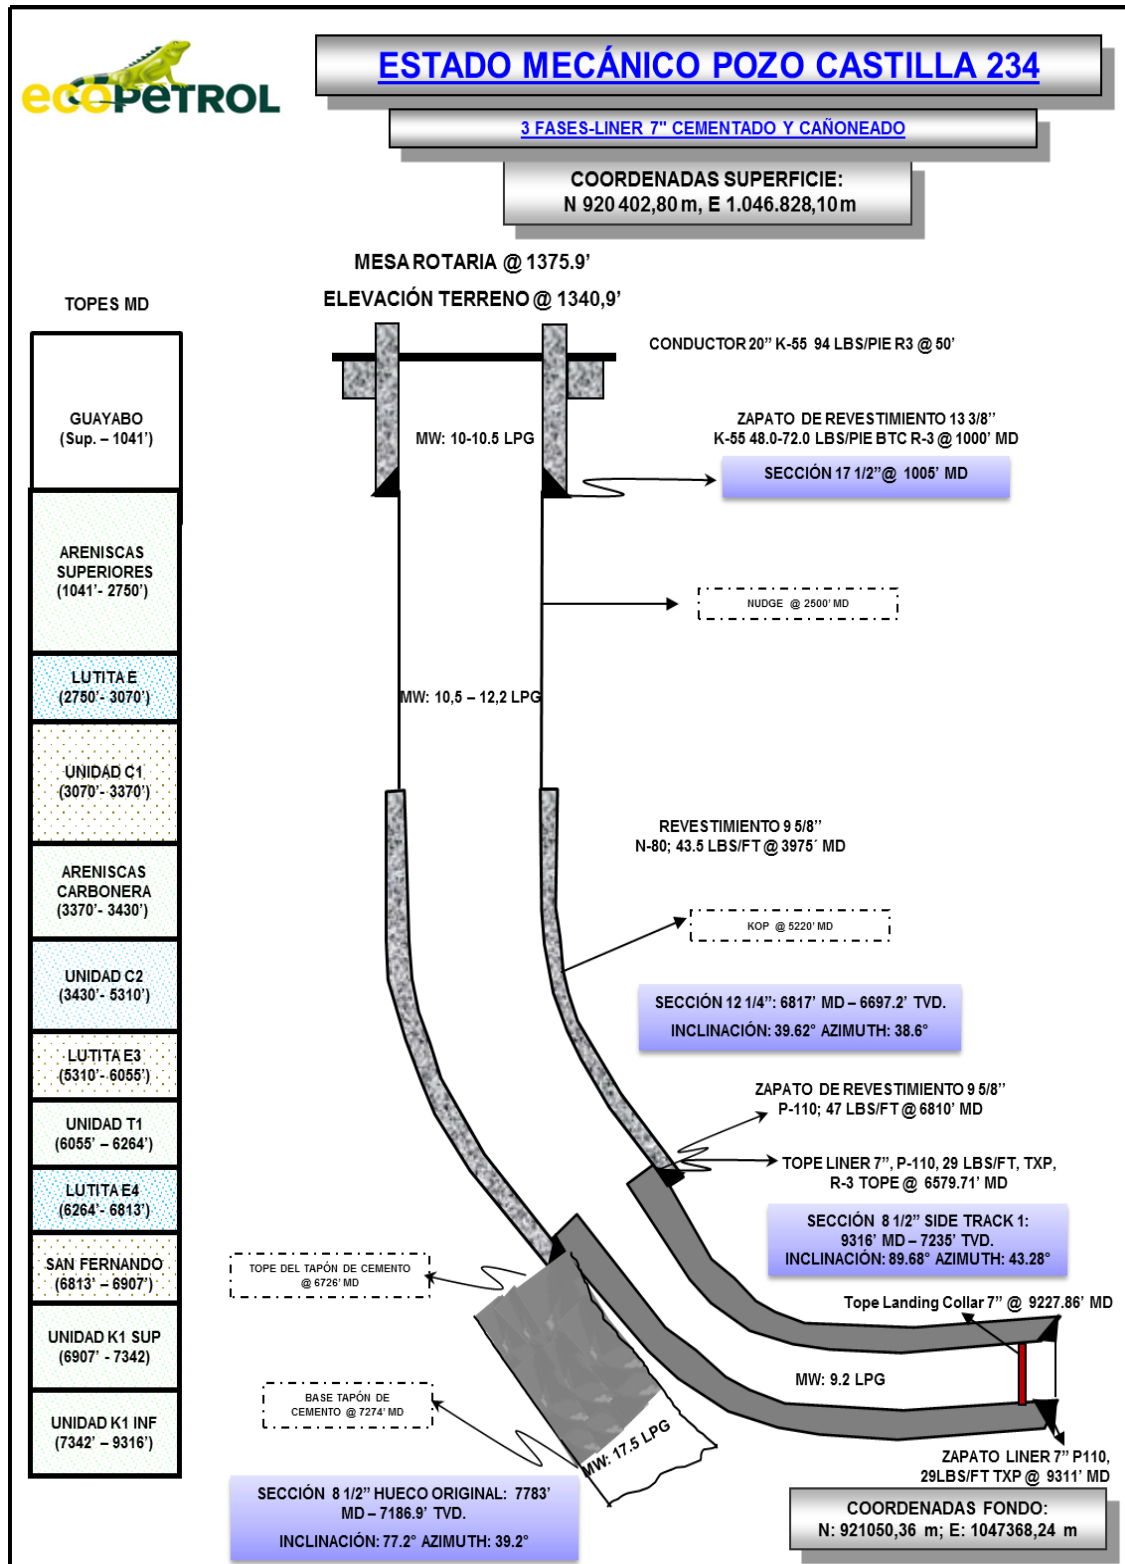 ecopetrol
ESTADO MECÁNICO POZO CASTILLA 234
3 FASES-LINER 7" CEMENTADO Y CAÑONEADO
COORDENADAS SUPERFICIE:
N 920 402,80 m, E 1.046.828,10 m
MESA ROTARIA @ 1375.9’
ELEVACIÓN TERRENO @ 1340,9’
TOPES MD
GUAYABO
(Sup. – 1041’)
ARENISCAS
SUPERIORES
(1041’- 2750’)
LUTITA E
(2750’- 3070’)
UNIDAD C1
(3070’- 3370’)
ARENISCAS
CARBONERA
(3370’- 3430’)
UNIDAD C2
(3430’- 5310’)
LUTITA E3
(5310’- 6055’)
UNIDAD T1
(6055’ – 6264’)
LUTITA E4
(6264’- 6813’)
SAN FERNANDO
(6813’ – 6907’)
UNIDAD K1 SUP
(6907’ - 7342)
UNIDAD K1 INF
(7342’ – 9316’)
CONDUCTOR 20” K-55 94 LBS/PIE R3 @ 50’
MW: 10-10.5 LPG
ZAPATO DE REVESTIMIENTO 13 3/8”
K-55 48.0-72.0 LBS/PIE BTC R-3 @ 1000’ MD
SECCIÓN 17 1/2”@ 1005’ MD
NUDGE @ 2500’ MD
MW: 10,5 – 12,2 LPG
REVESTIMIENTO 9 5/8”
N-80; 43.5 LBS/FT @ 3975´ MD
KOP @ 5220’ MD
SECCIÓN 12 1/4”: 6817’ MD – 6697.2’ TVD.
INCLINACIÓN: 39.62° AZIMUTH: 38.6°
ZAPATO DE REVESTIMIENTO 9 5/8”
P-110; 47 LBS/FT @ 6810’ MD
TOPE LINER 7”, P-110, 29 LBS/FT, TXP,
R-3 TOPE @ 6579.71’ MD
SECCIÓN 8 1/2” SIDE TRACK 1:
9316’ MD – 7235’ TVD.
INCLINACIÓN: 89.68° AZIMUTH: 43.28°
TOPE DEL TAPÓN DE CEMENTO
@ 6726’ MD
Tope Landing Collar 7” @ 9227.86’ MD
MW: 9.2 LPG
BASE TAPÓN DE
CEMENTO @ 7274’ MD
MW: 17.5 LPG
ZAPATO LINER 7” P110,
29LBS/FT TXP @ 9311’ MD
SECCIÓN 8 1/2” HUECO ORIGINAL: 7783’
MD – 7186.9’ TVD.
INCLINACIÓN: 77.2° AZIMUTH: 39.2°
COORDENADAS FONDO:
N: 921050,36 m; E: 1047368,24 m